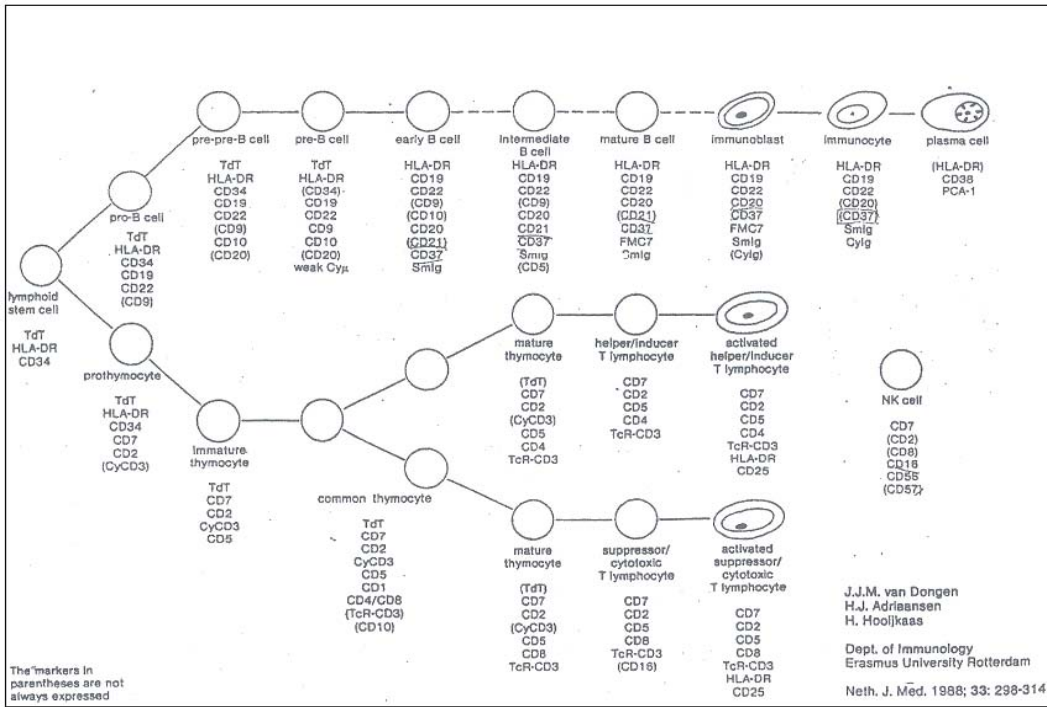 pre-pre-B cell
TdT
HLA-DR
CD34
CD19
CD22
(CD9)
CD10
(CD20)
pre-B cell
TdT
HLA-DR
(CD34)
CD19
CD22
CD9
CD10
(CD20)
weak Cyμ
early B cell
HLA-DR
CD19
CD22
(CD9)
(CD10)
CD20
(CD21)
CD37
SmIg
Intermediate
B cell
HLA-DR
CD19
CD22
(CD9)
CD20
CD21
CD37
SmIg
(CD5)
mature B cell
HLA-DR
CD19
CD22
CD20
(CD21)
CD37
FMC7
SmIg
immunoblast
HLA-DR
CD19
CD22
CD20
CD37
FMC7
SmIg
(CyIg)
immunocyte
HLA-DR
CD19
CD22
(CD20)
(CD37)
SmIg
CyIg
plasma cell
(HLA-DR)
CD38
PCA-1
pro-B cell
TdT
HLA-DR
CD34
CD19
CD22
(CD9)
lymphoid
stem cell
TdT
HLA-DR
CD34
prothymocyte
TdT
HLA-DR
CD34
CD7
CD2
(CyCD3)
immature
thymocyte
TdT
CD7
CD2
CyCD3
CD5
common thymocyte
TdT
CD7
CD2
CyCD3
CD5
CD1
CD4/CD8
(TcR-CD3)
(CD10)
mature
thymocyte
(TdT)
CD7
CD2
(CyCD3)
CD5
CD4
TcR-CD3
helper/inducer
T lymphocyte
CD7
CD2
CD5
CD4
TcR-CD3
activated
helper/inducer
T lymphocyte
CD7
CD2
CD5
CD4
TcR-CD3
HLA-DR
CD25
NK cell
CD7
(CD2)
(CD8)
CD16
CD56
(CD57)
mature
thymocyte
(TdT)
CD7
CD2
(CyCD3)
CD5
CD8
TcR-CD3
suppressor/
cytotoxic
T lymphocyte
CD7
CD2
CD5
CD8
TcR-CD3
(CD16)
activated
suppressor/
cytotoxic
T lymphocyte
CD7
CD2
CD5
CD8
TcR-CD3
HLA-DR
CD25
J.J.M. van Dongen
H.J. Adriaansen
H. Hooijkaas
Dept. of Immunology
Erasmus University Rotterdam
Neth. J. Med. 1988; 33: 298-314
The markers in
parentheses are not
always expressed